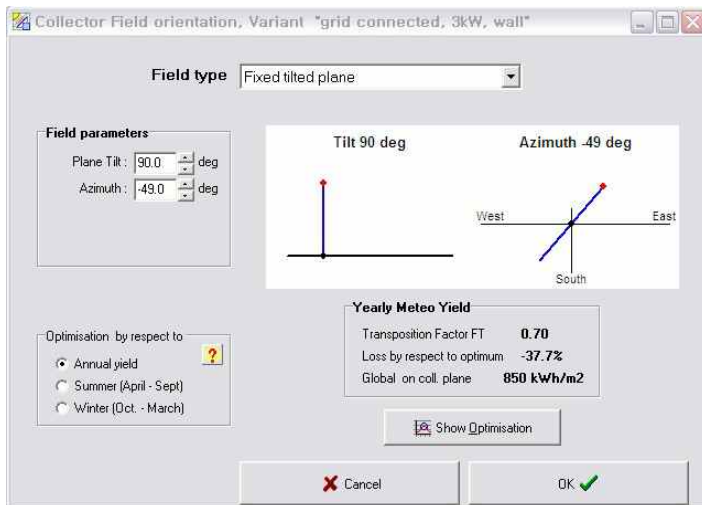 Collector Field orientation, Variant "grid connected, 3kW, wall"
Field type Fixed tilted plane
Field parameters
Plane Tilt : 90.0 deg
Azimuth : -49.0 deg
Tilt 90 deg
Azimuth -49 deg
West East
South
Optimisation by respect to
?
Annual yield
Summer (April - Sept)
Winter (Oct. - March)
Yearly Meteo Yield
Transposition Factor FT 0.70
Loss by respect to optimum -37.7%
Global on coll. plane 850 kWh/m2
Show Optimisation
Cancel OK